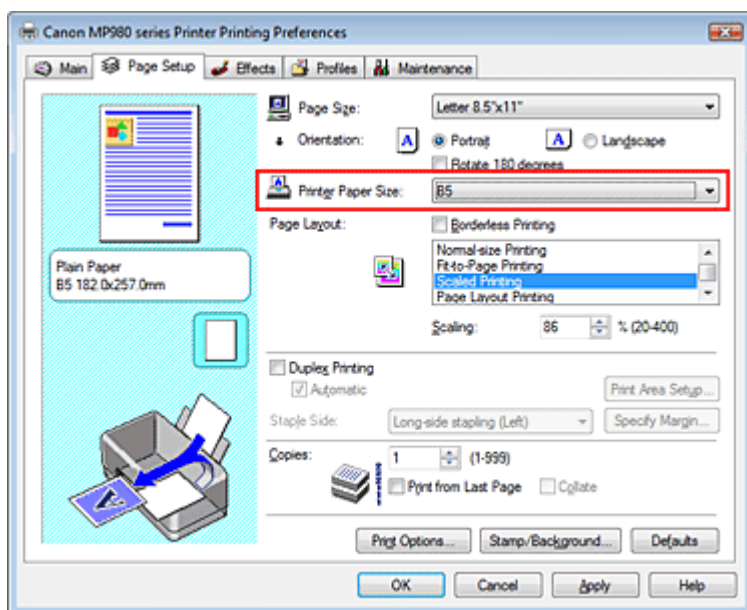 Canon MP980 series Printer Printing Preferences
Main Page Setup Effects Profiles Maintenance
Page Size: Letter 8.5"x11"
Orientation: A Portrait A Landscape
Rotate 180 degrees
Printer Paper Size: B5
Page Layout: Borderless Printing
Normal-size Printing
Fit-to-Page Printing
Scaled Printing
Page Layout Printing
Plain Paper
B5 182.0x257.0mm
Scaling: 86 % (20-400)
Duplex Printing
Automatic Print Area Setup...
Staple Side: Long-side stapling (Left) Specify Margin...
Copies: 1 (1-999)
Print from Last Page Collate
Print Options... Stamp/Background... Defaults
OK Cancel Apply Help